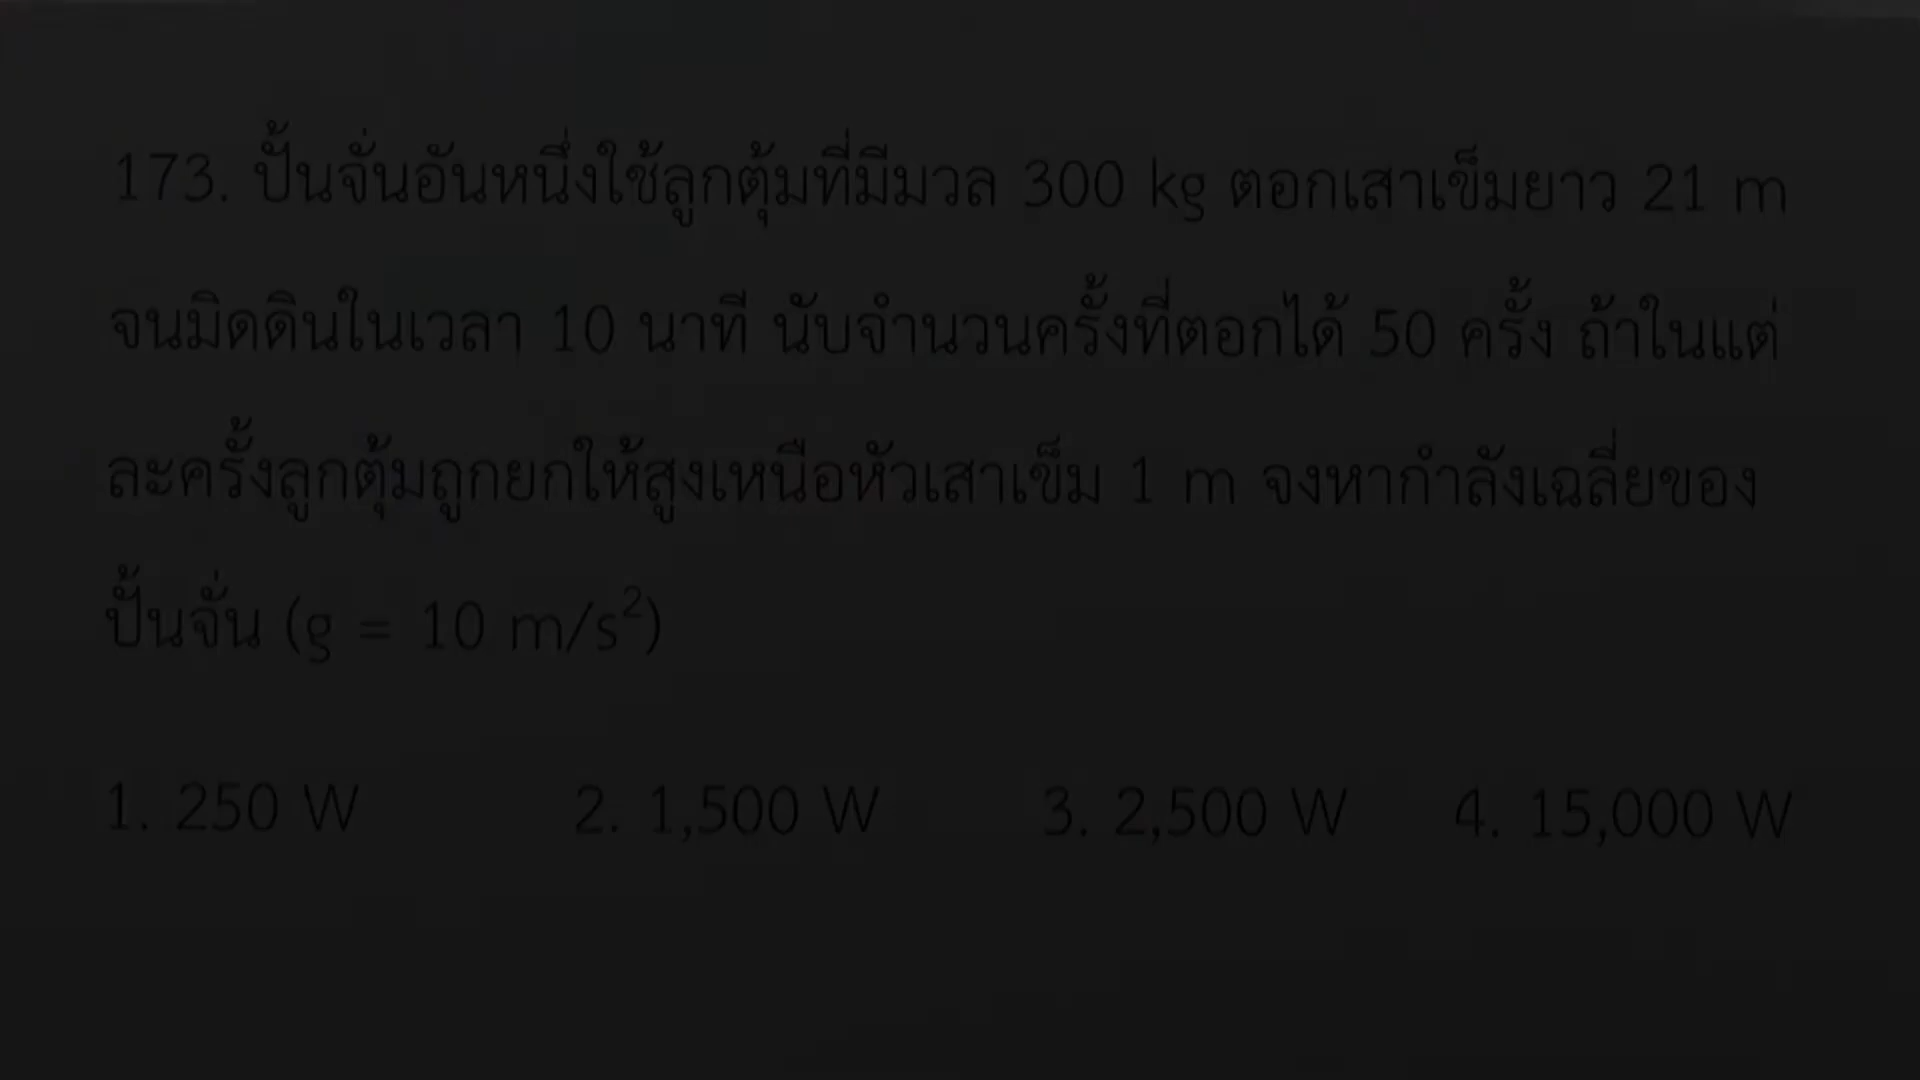 173. ปั้นจั่นอันหนึ่งใช้ลูกตุ้มที่มีมวล 300 kg ตอกเสาเข็มยาว 21 m
จนมิดดินในเวลา 10 นาที นับจำนวนครั้งที่ตอกได้ 50 ครั้ง ถ้าในแต่
ละครั้งลูกตุ้มถูกยกให้สูงเหนือหัวเสาเข็ม 1 m จงหากำลังเฉลี่ยของ
ปั้นจั่น (g = 10 m/s²)
1. 250 W 2. 1,500 W 3. 2,500 W 4. 15,000 W